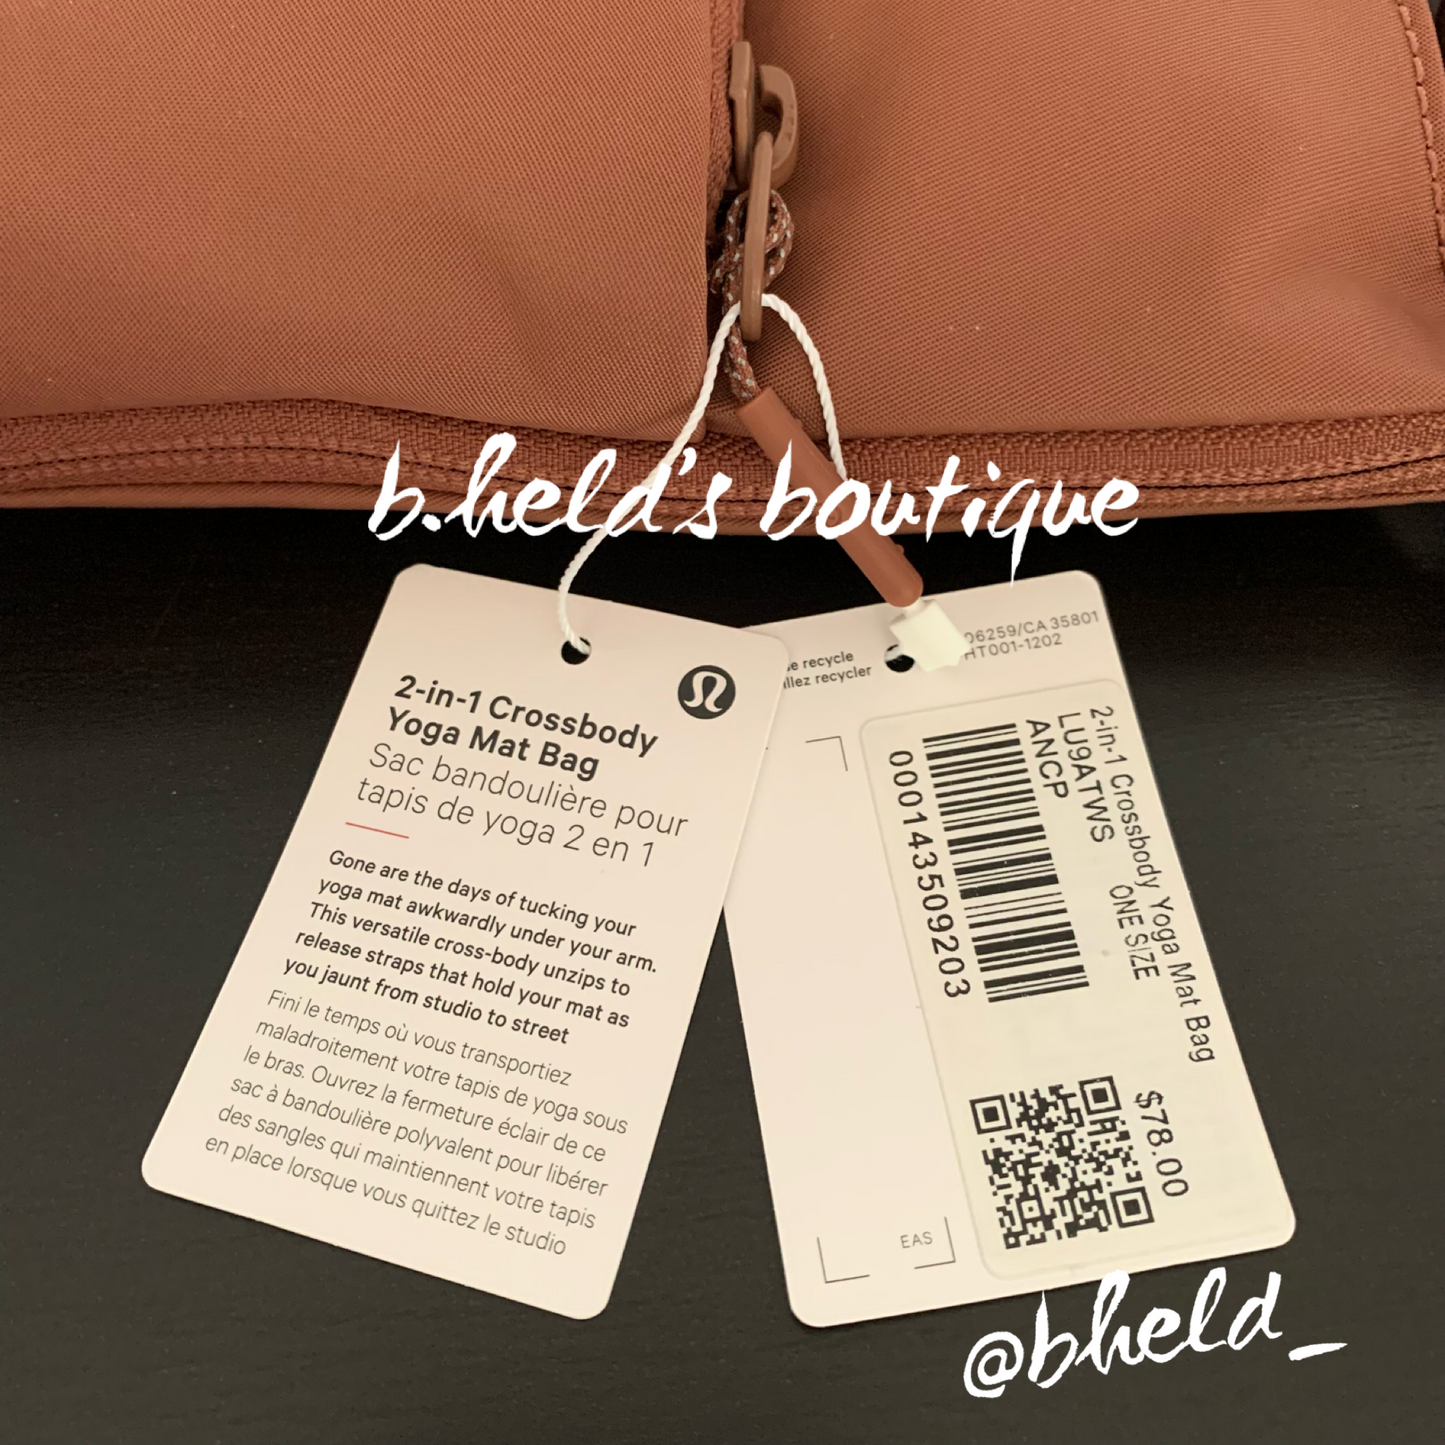 b.held's boutique
2-in-1 Crossbody
Yoga Mat Bag
Sac bandoulière pour
tapis de yoga 2 en 1
Gone are the days of tucking your
yoga mat awkwardly under your arm.
This versatile cross-body unzips to
release straps that hold your mat as
you jaunt from studio to street
Fini le temps où vous transportiez
maladroitement votre tapis de yoga sous
le bras. Ouvrez la fermeture éclair de ce
sac à bandoulière polyvalent pour libérer
des sangles qui maintiennent votre tapis
en place lorsque vous quittez le studio
recycle
recycler
06259/CA 35801
HT001-1202
2-in-1 Crossbody Yoga Mat Bag
LU9ATWS ONE SIZE
ANCP
000143509203
$78.00
EAS
@bheld_